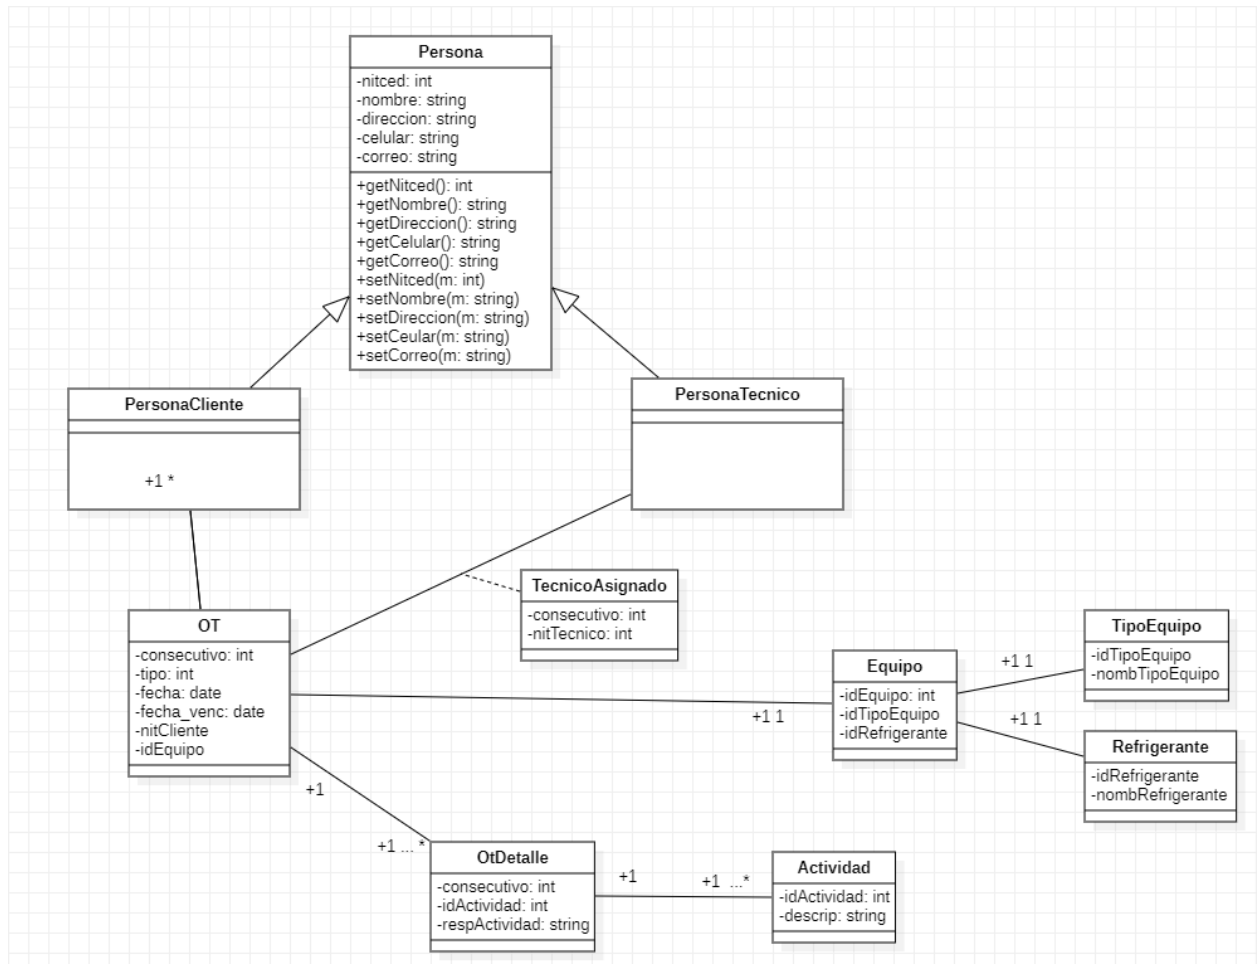 Persona
-nitced: int
-nombre: string
-direccion: string
-celular: string
-correo: string
+getNitced(): int
+getNombre(): string
+getDireccion(): string
+getCelular(): string
+getCorreo(): string
+setNitced(m: int)
+setNombre(m: string)
+setDireccion(m: string)
+setCeular(m: string)
+setCorreo(m: string)
PersonaCliente
+1 *
PersonaTecnico
TecnicoAsignado
-consecutivo: int
-nitTecnico: int
OT
-consecutivo: int
-tipo: int
-fecha: date
-fecha_venc: date
-nitCliente
-idEquipo
+1 1
Equipo
-idEquipo: int
-idTipoEquipo
-idRefrigerante
+1 1
TipoEquipo
-idTipoEquipo
-nombTipoEquipo
+1 1
Refrigerante
-idRefrigerante
-nombRefrigerante
+1
+1 ... *
OtDetalle
-consecutivo: int
-idActividad: int
-respActividad: string
+1
+1 ...*
Actividad
-idActividad: int
-descrip: string